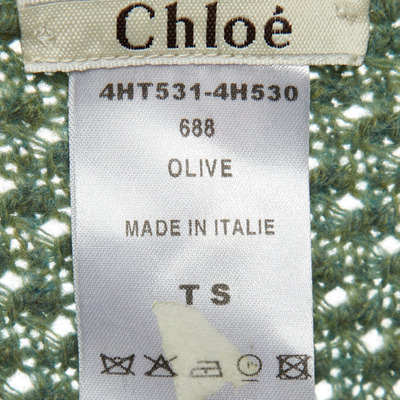 Chloé
4HT531-4H530
688
OLIVE
MADE IN ITALIE
TS